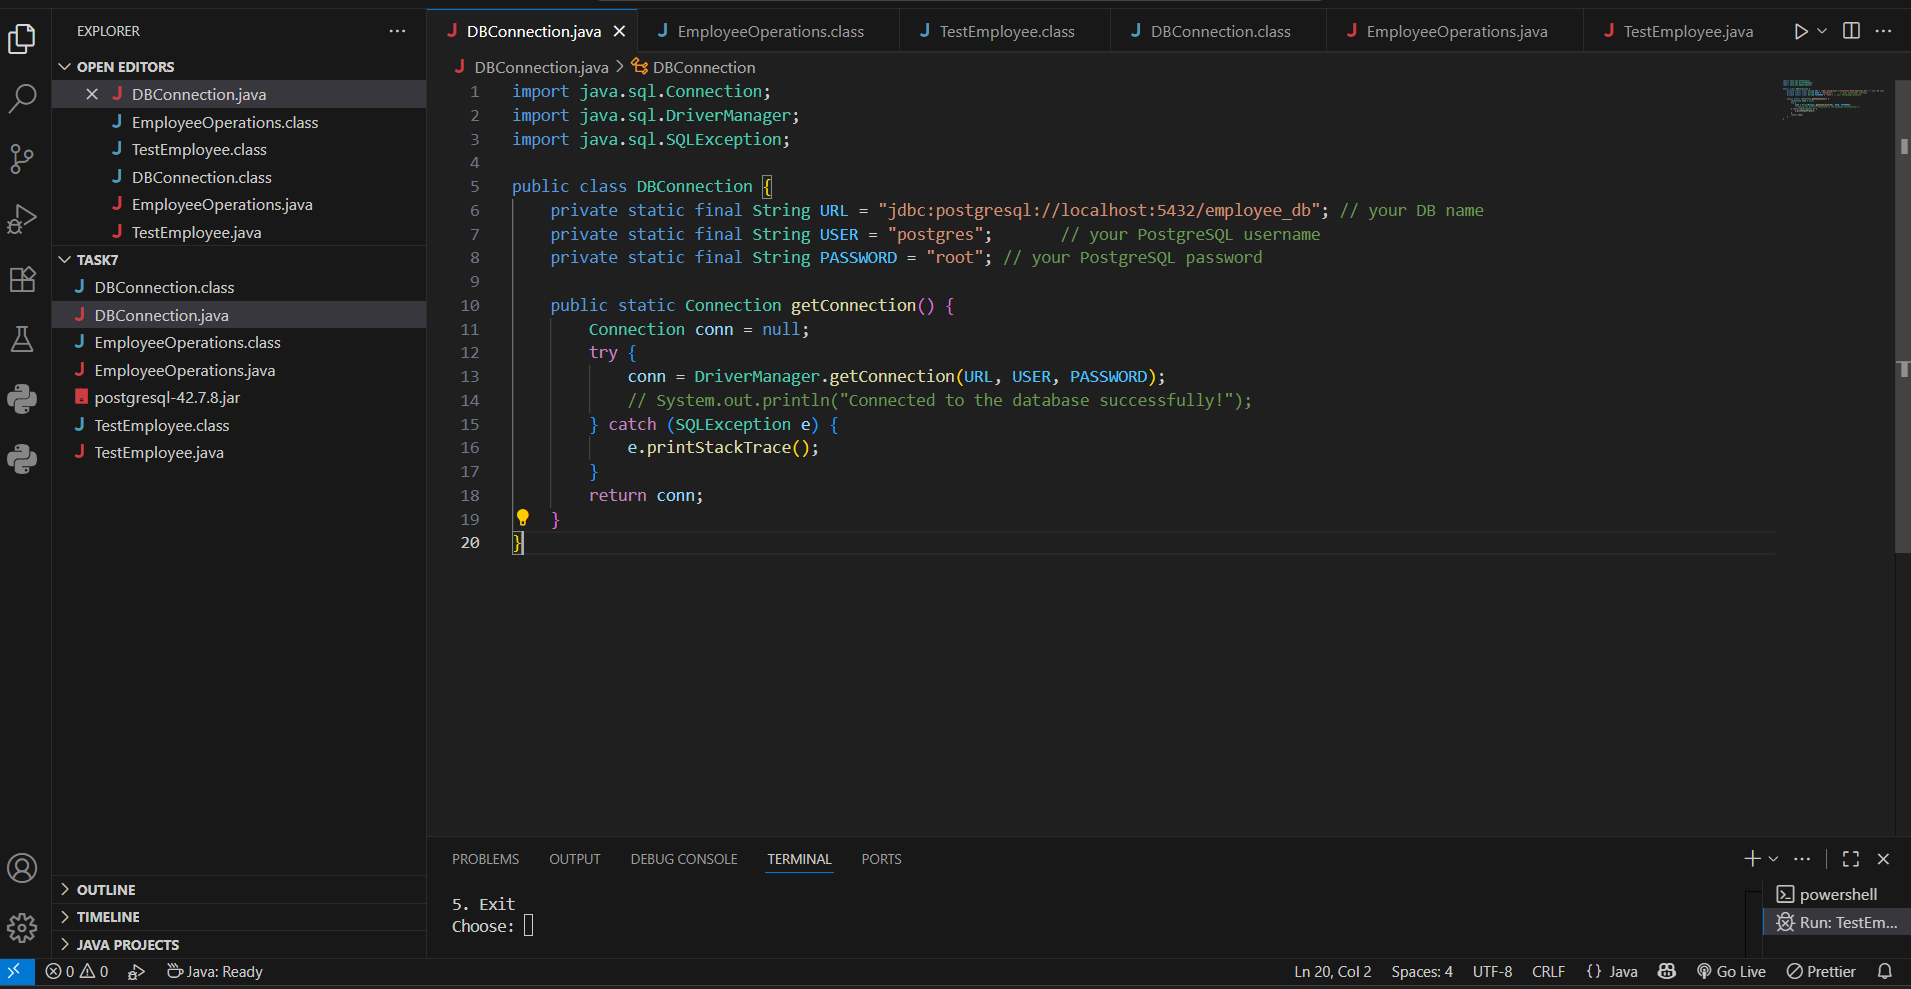 EXPLORER
OPEN EDITORS
DBConnection.java
EmployeeOperations.class
TestEmployee.class
DBConnection.class
EmployeeOperations.java
TestEmployee.java
TASK7
DBConnection.class
DBConnection.java
EmployeeOperations.class
EmployeeOperations.java
postgresql-42.7.8.jar
TestEmployee.class
TestEmployee.java
OUTLINE
TIMELINE
JAVA PROJECTS
DBConnection.java EmployeeOperations.class TestEmployee.class DBConnection.class EmployeeOperations.java TestEmployee.java
DBConnection.java > DBConnection
1 import java.sql.Connection;
2 import java.sql.DriverManager;
3 import java.sql.SQLException;
4
5 public class DBConnection {
6 private static final String URL = "jdbc:postgresql://localhost:5432/employee_db"; // your DB name
7 private static final String USER = "postgres"; // your PostgreSQL username
8 private static final String PASSWORD = "root"; // your PostgreSQL password
9
10 public static Connection getConnection() {
11 Connection conn = null;
12 try {
13 conn = DriverManager.getConnection(URL, USER, PASSWORD);
14 // System.out.println("Connected to the database successfully!");
15 } catch (SQLException e) {
16 e.printStackTrace();
17 }
18 return conn;
19 }
20 }
PROBLEMS OUTPUT DEBUG CONSOLE TERMINAL PORTS
5. Exit
Choose:
powershell
Run: TestEm...
0 0 Java: Ready Ln 20, Col 2 Spaces: 4 UTF-8 CRLF {} Java Go Live Prettier